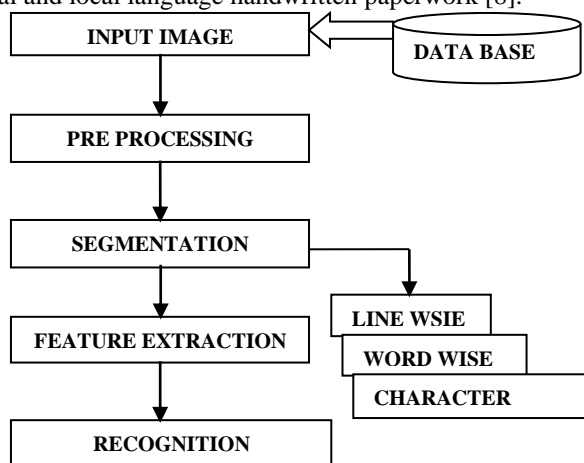 al and local language handwritten paperwork [8].
INPUT IMAGE
DATA BASE
PRE PROCESSING
SEGMENTATION
LINE WSIE
FEATURE EXTRACTION
WORD WISE
CHARACTER
RECOGNITION